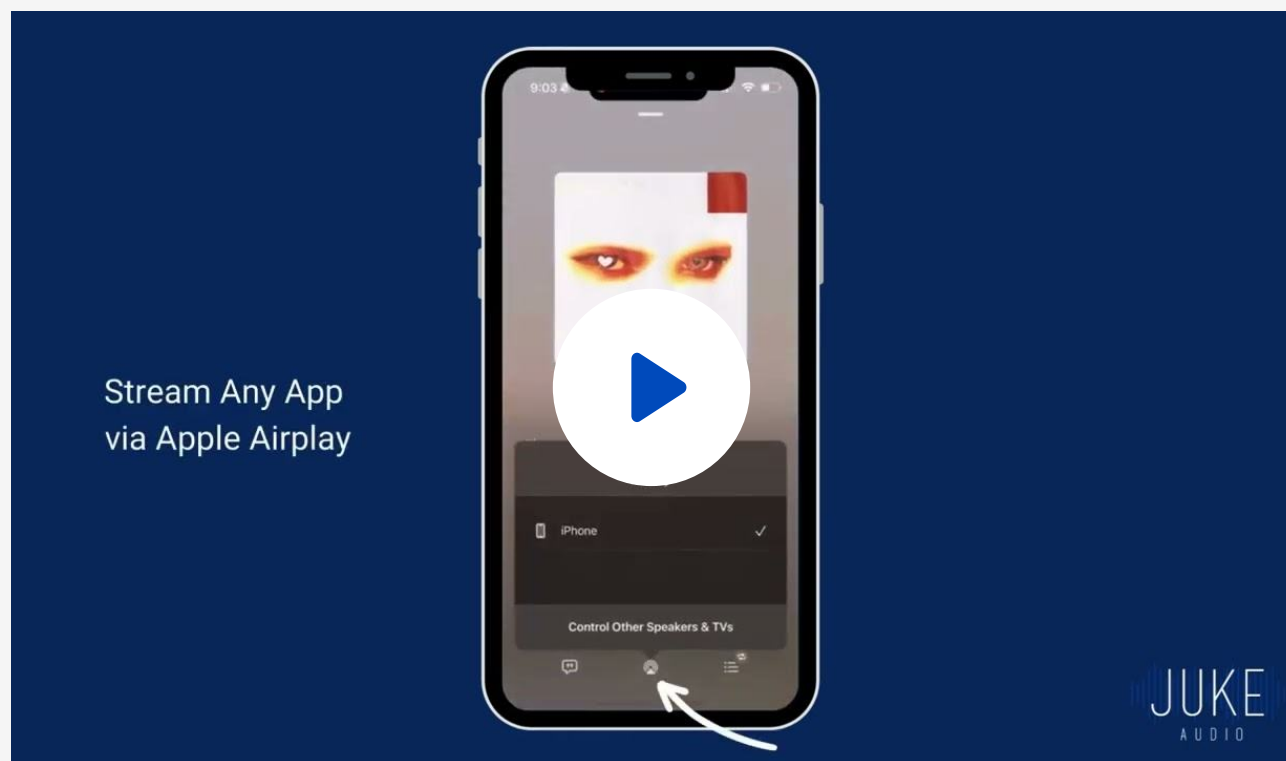 9:03
Stream Any App
via Apple Airplay
iPhone
Control Other Speakers & TVs
JUKE
AUDIO